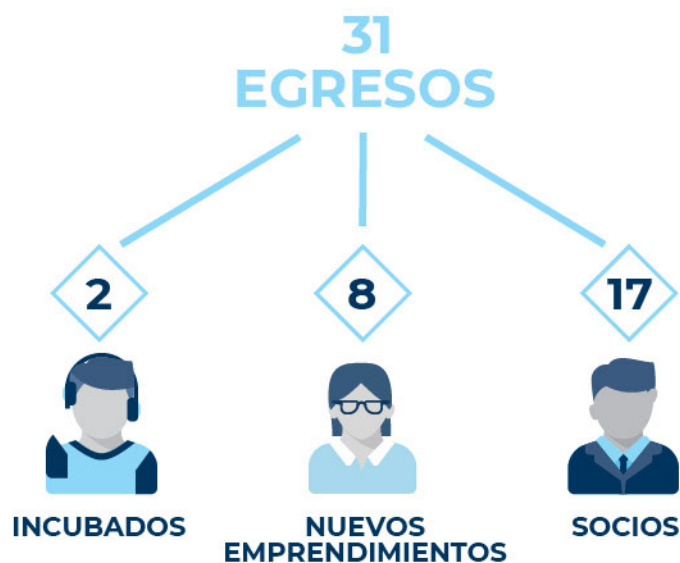 31
EGRESOS
2
8
17
INCUBADOS
NUEVOS
EMPRENDIMIENTOS
SOCIOS